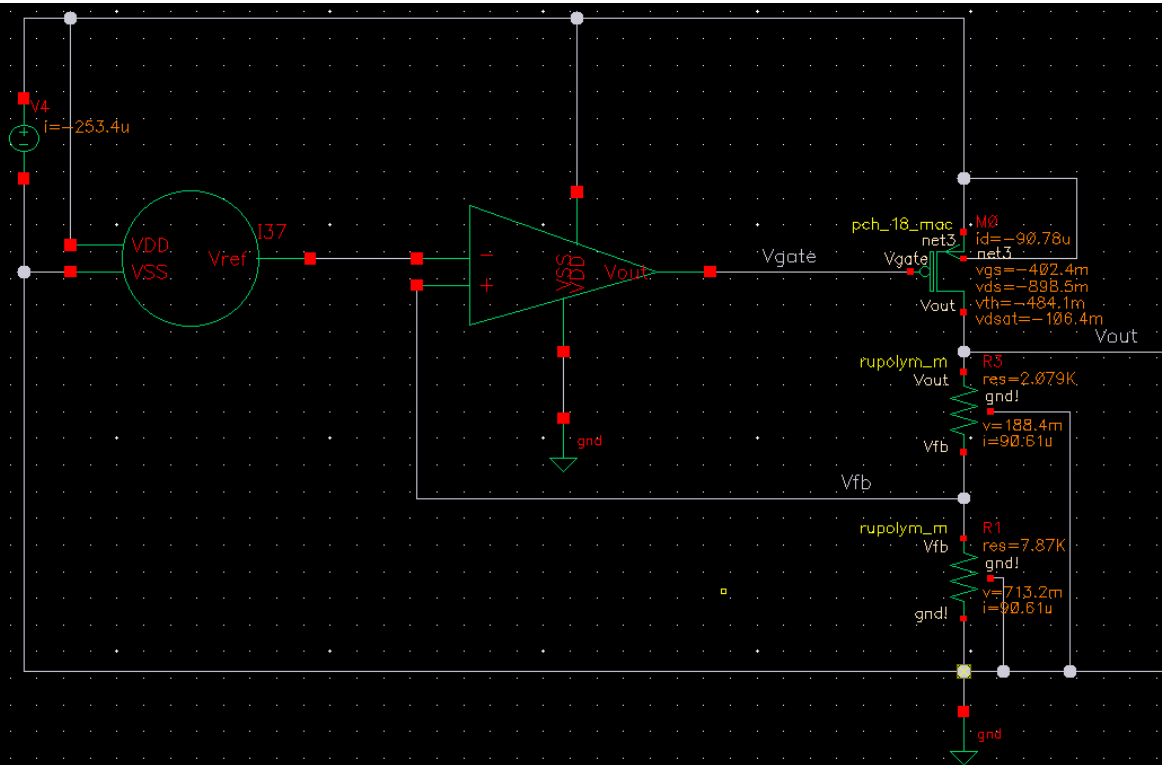 V4
i=-253.4u
I37
VDD
VSS
Vref
-
+
VSS
VDD
Vout
gnd
Vgate
pch_18_mac
M0
net3
id=-90.78u
net3
Vgate
vgs=-402.4m
vds=-898.5m
Vout
vth=-484.1m
vdsat=-106.4m
Vout
rupolym_m
R3
Vout
res=2.079K
gnd!
v=188.4m
Vfb
i=90.61u
Vfb
rupolym_m
R1
Vfb
res=7.87K
gnd!
v=713.2m
gnd!
i=90.61u
gnd